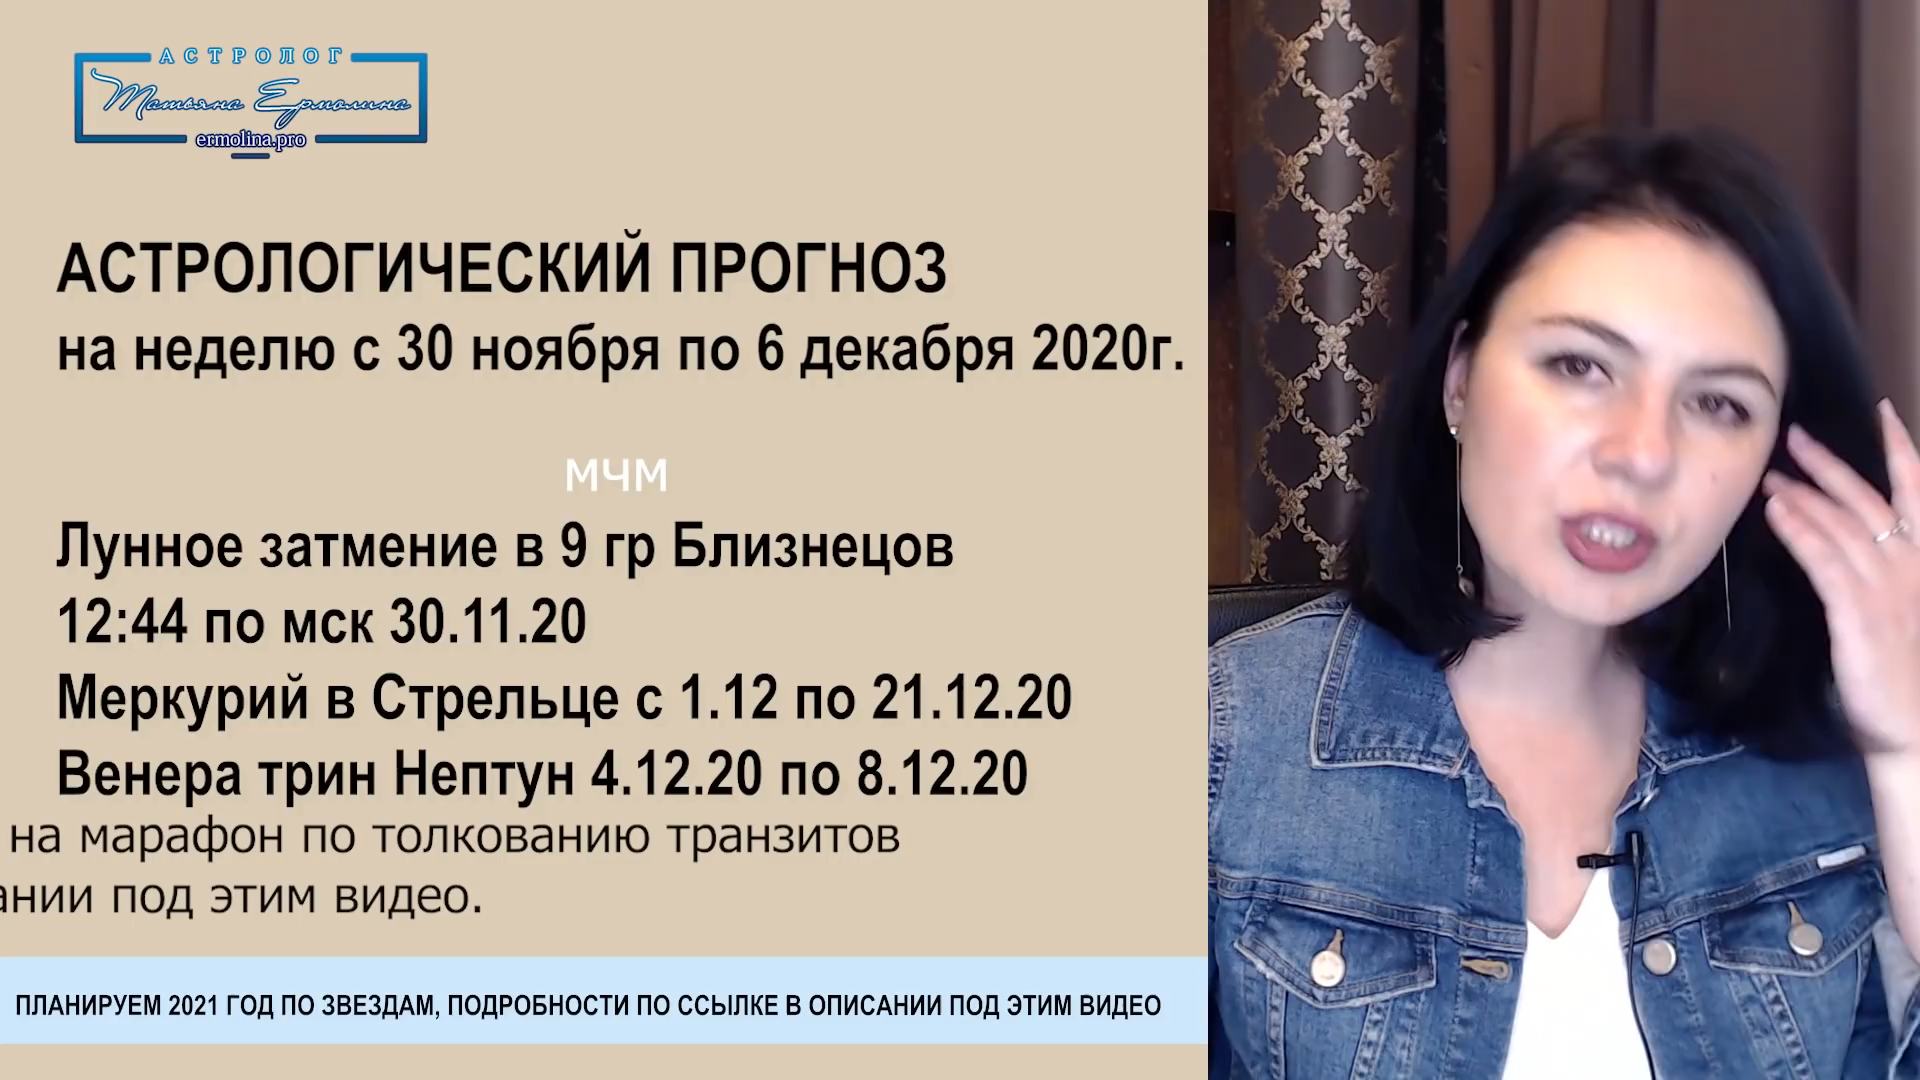 АСТРОЛОГ
Татьяна Ермолина
ermolina.pro
АСТРОЛОГИЧЕСКИЙ ПРОГНОЗ
на неделю с 30 ноября по 6 декабря 2020г.
мчм
Лунное затмение в 9 гр Близнецов
12:44 по мск 30.11.20
Меркурий в Стрельце с 1.12 по 21.12.20
Венера трин Нептун 4.12.20 по 8.12.20
на марафон по толкованию транзитов
ании под этим видео.
ПЛАНИРУЕМ 2021 ГОД ПО ЗВЕЗДАМ, ПОДРОБНОСТИ ПО ССЫЛКЕ В ОПИСАНИИ ПОД ЭТИМ ВИДЕО